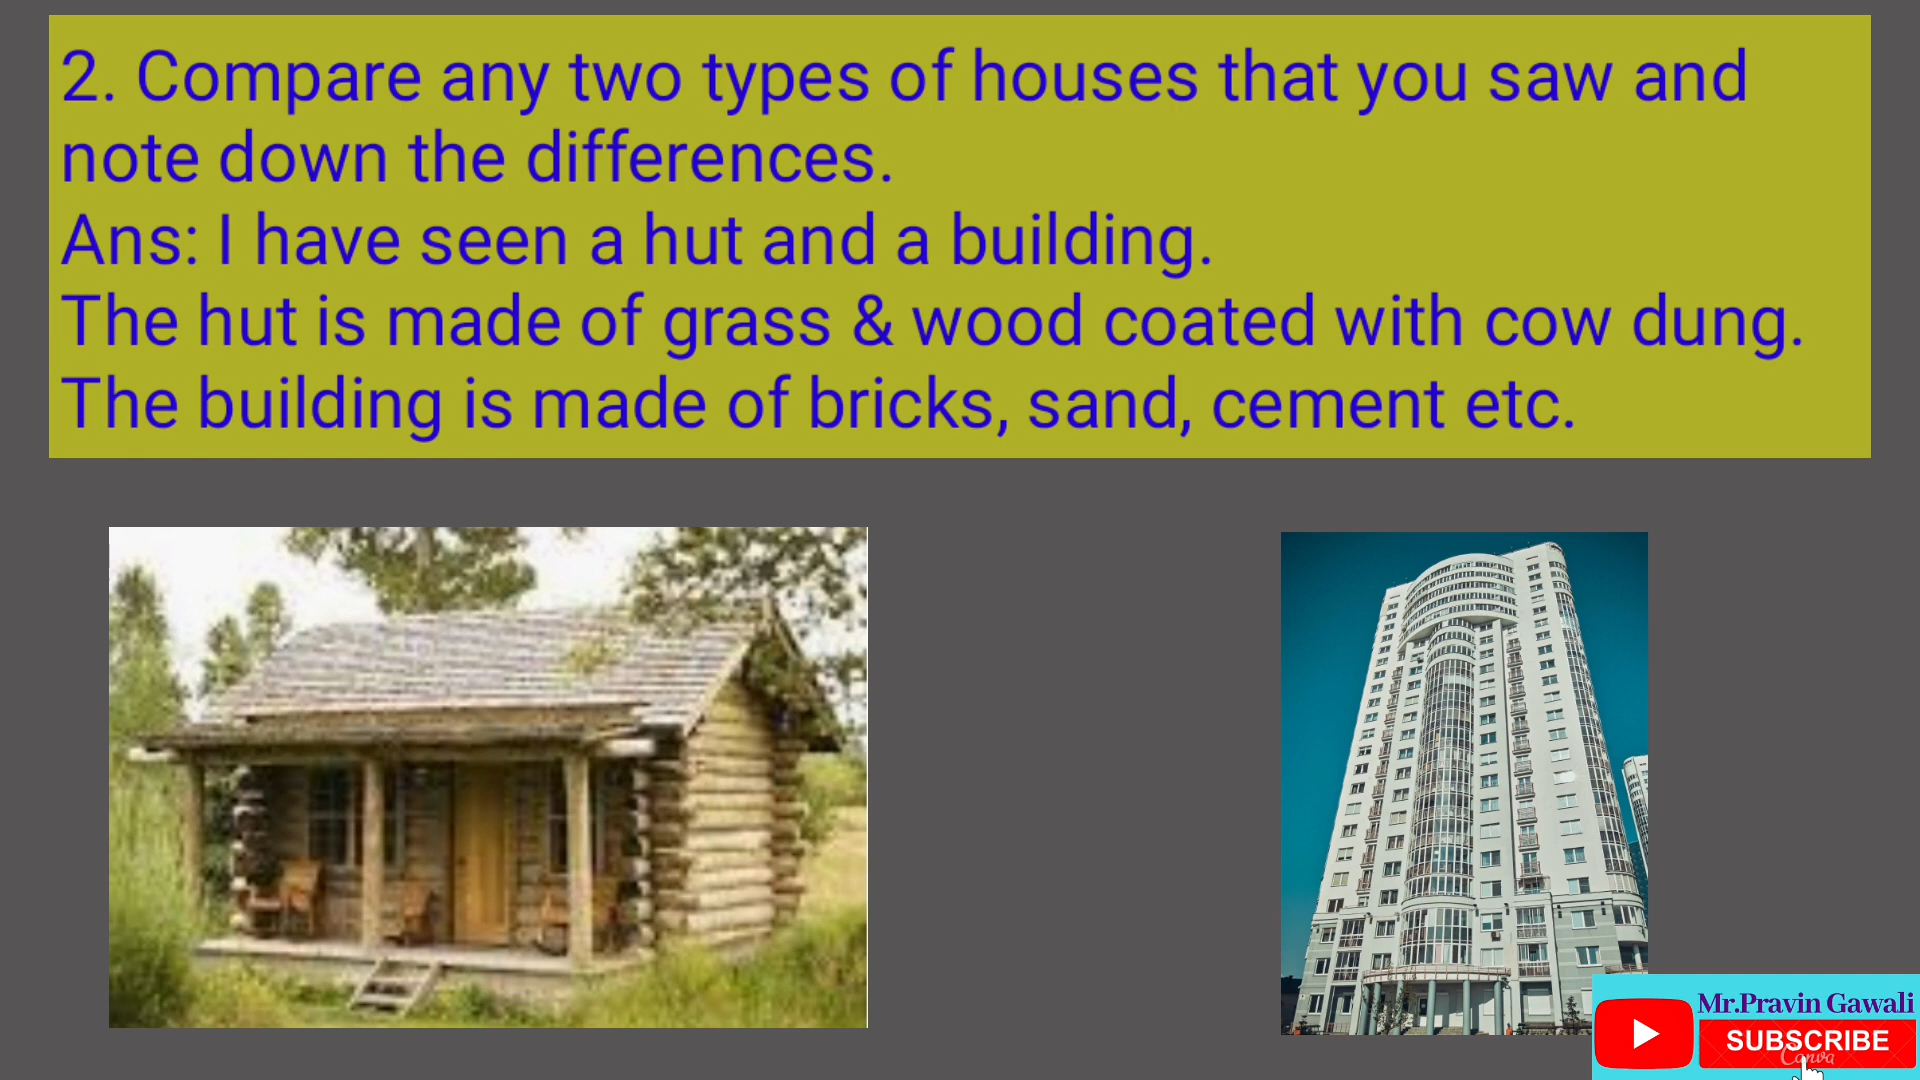 2. Compare any two types of houses that you saw and
note down the differences.
Ans: I have seen a hut and a building.
The hut is made of grass & wood coated with cow dung.
The building is made of bricks, sand, cement etc.
Mr.Pravin Gawali
SUBSCRIBE
Canva